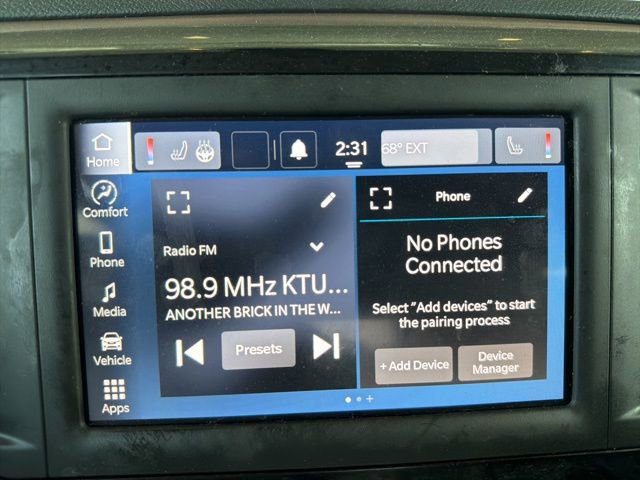 Home
2:31
68° EXT
Comfort
Phone
Media
Vehicle
Apps
Radio FM
98.9 MHz KTU...
ANOTHER BRICK IN THE W...
Presets
Phone
No Phones
Connected
Select "Add devices" to start
the pairing process
+ Add Device
Device
Manager